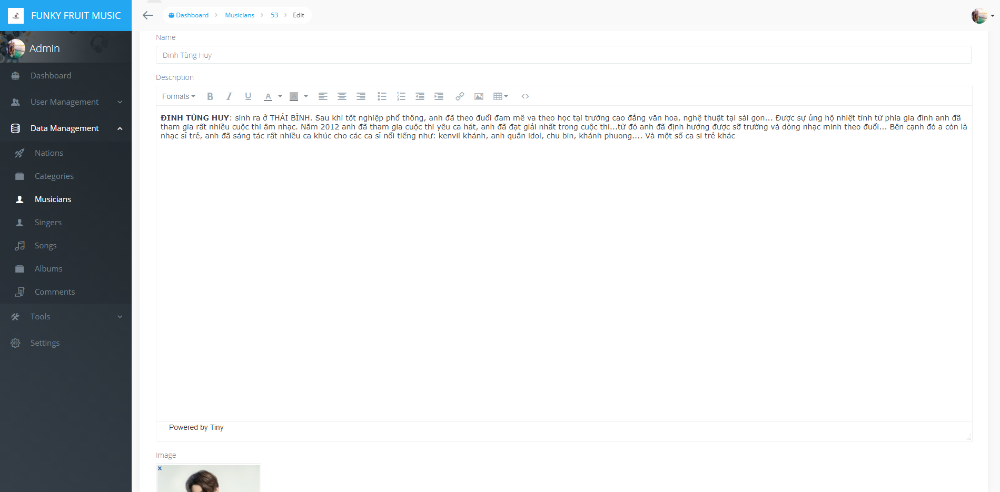 FUNKY FRUIT MUSIC
Dashboard
Musicians
53
Edit
Admin
Dashboard
User Management
Data Management
Nations
Categories
Musicians
Singers
Songs
Albums
Comments
Tools
Settings
Name
Đinh Tùng Huy
Description
Formats
ĐINH TÙNG HUY: sinh ra ở THÁI BÌNH. Sau khi tốt nghiệp phổ thông, anh đã theo đuổi đam mê va theo học tại trường cao đẳng văn hoa, nghệ thuật tại sài gon... Được sự ủng hộ nhiệt tình từ phía gia đình anh đã
tham gia rất nhiều cuộc thi âm nhạc. Năm 2012 anh đã tham gia cuộc thi yêu ca hát, anh đã đạt giải nhất trong cuộc thi...từ đó anh đã định hướng được sỡ trường và dòng nhạc minh theo đuổi... Bên cạnh đó a còn là
nhạc sĩ trẻ, anh đã sáng tác rất nhiều ca khúc cho các ca sĩ nổi tiếng như: kenvil khánh, anh quân idol, chu bin, khánh phuong.... Và một số ca si trẻ khác
Powered by Tiny
Image